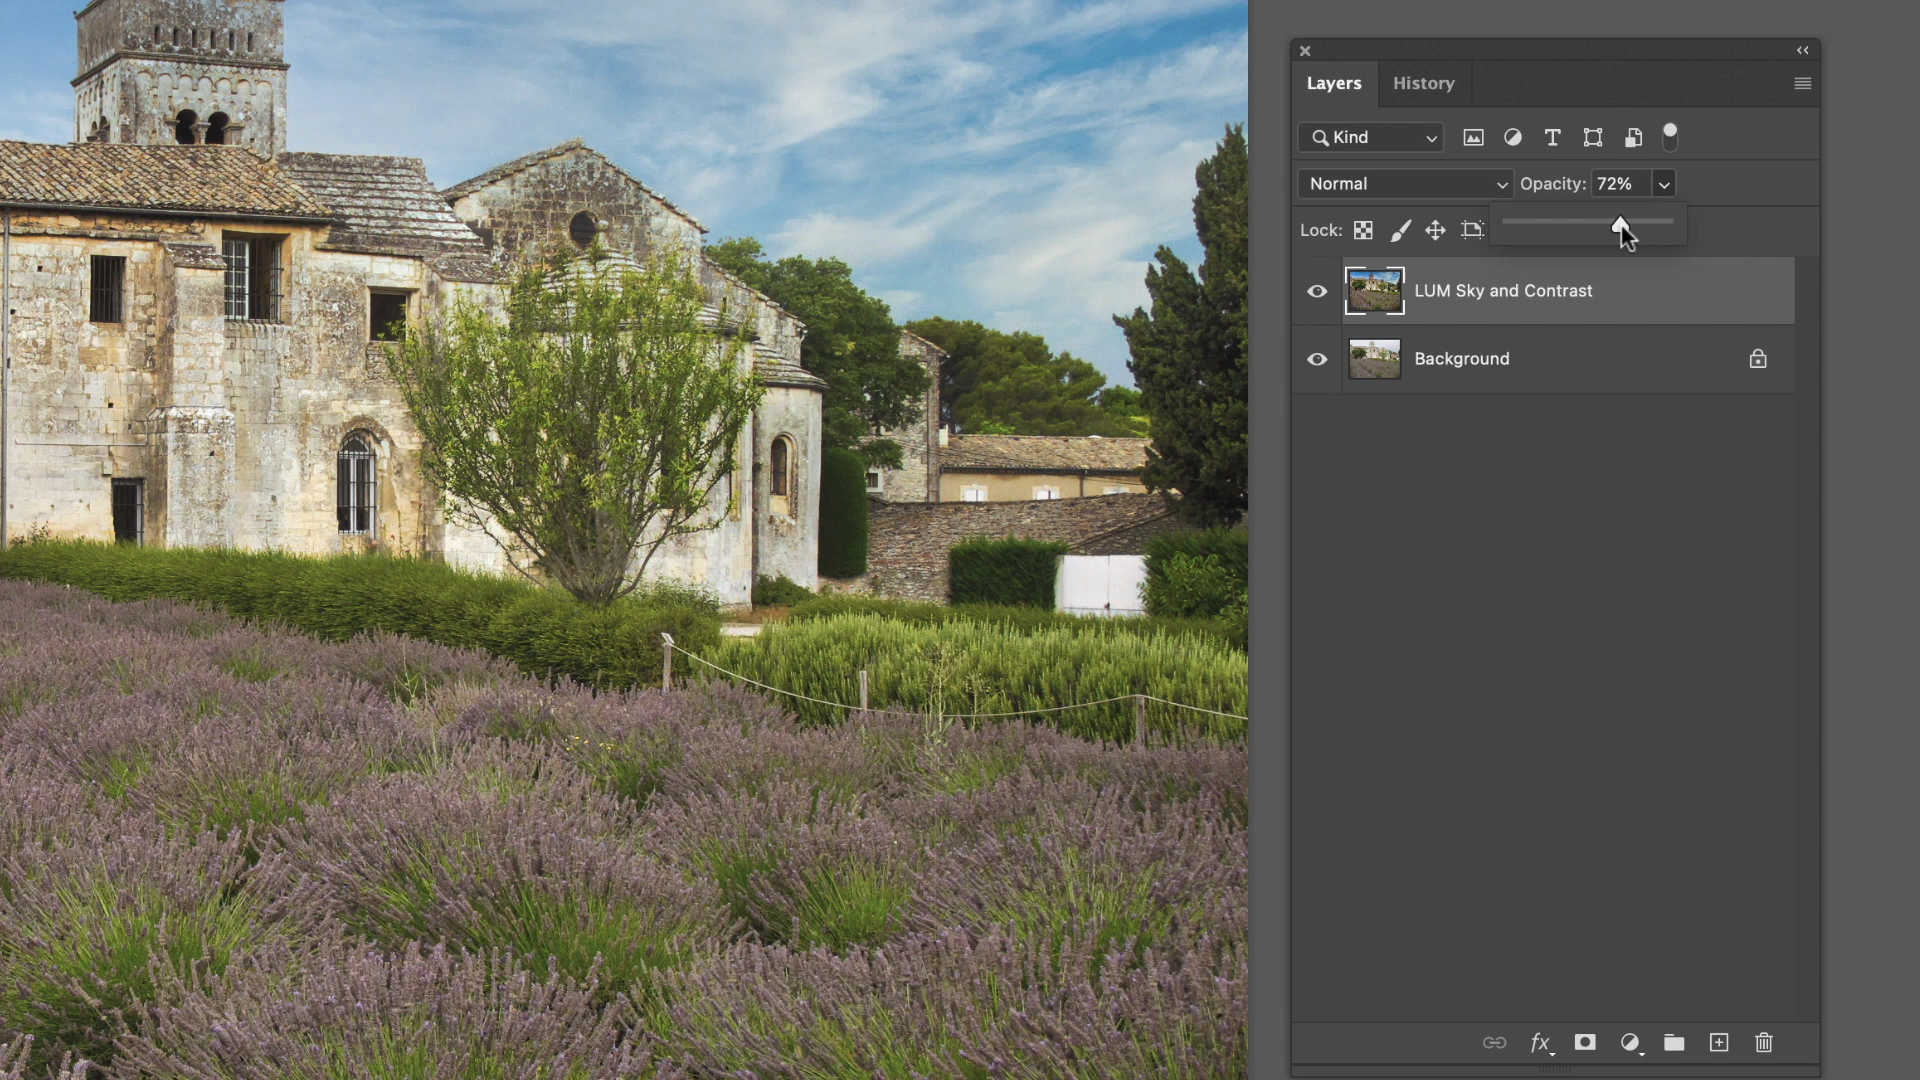 Layers History
Kind
Normal Opacity: 72%
Lock:
LUM Sky and Contrast
Background
fx